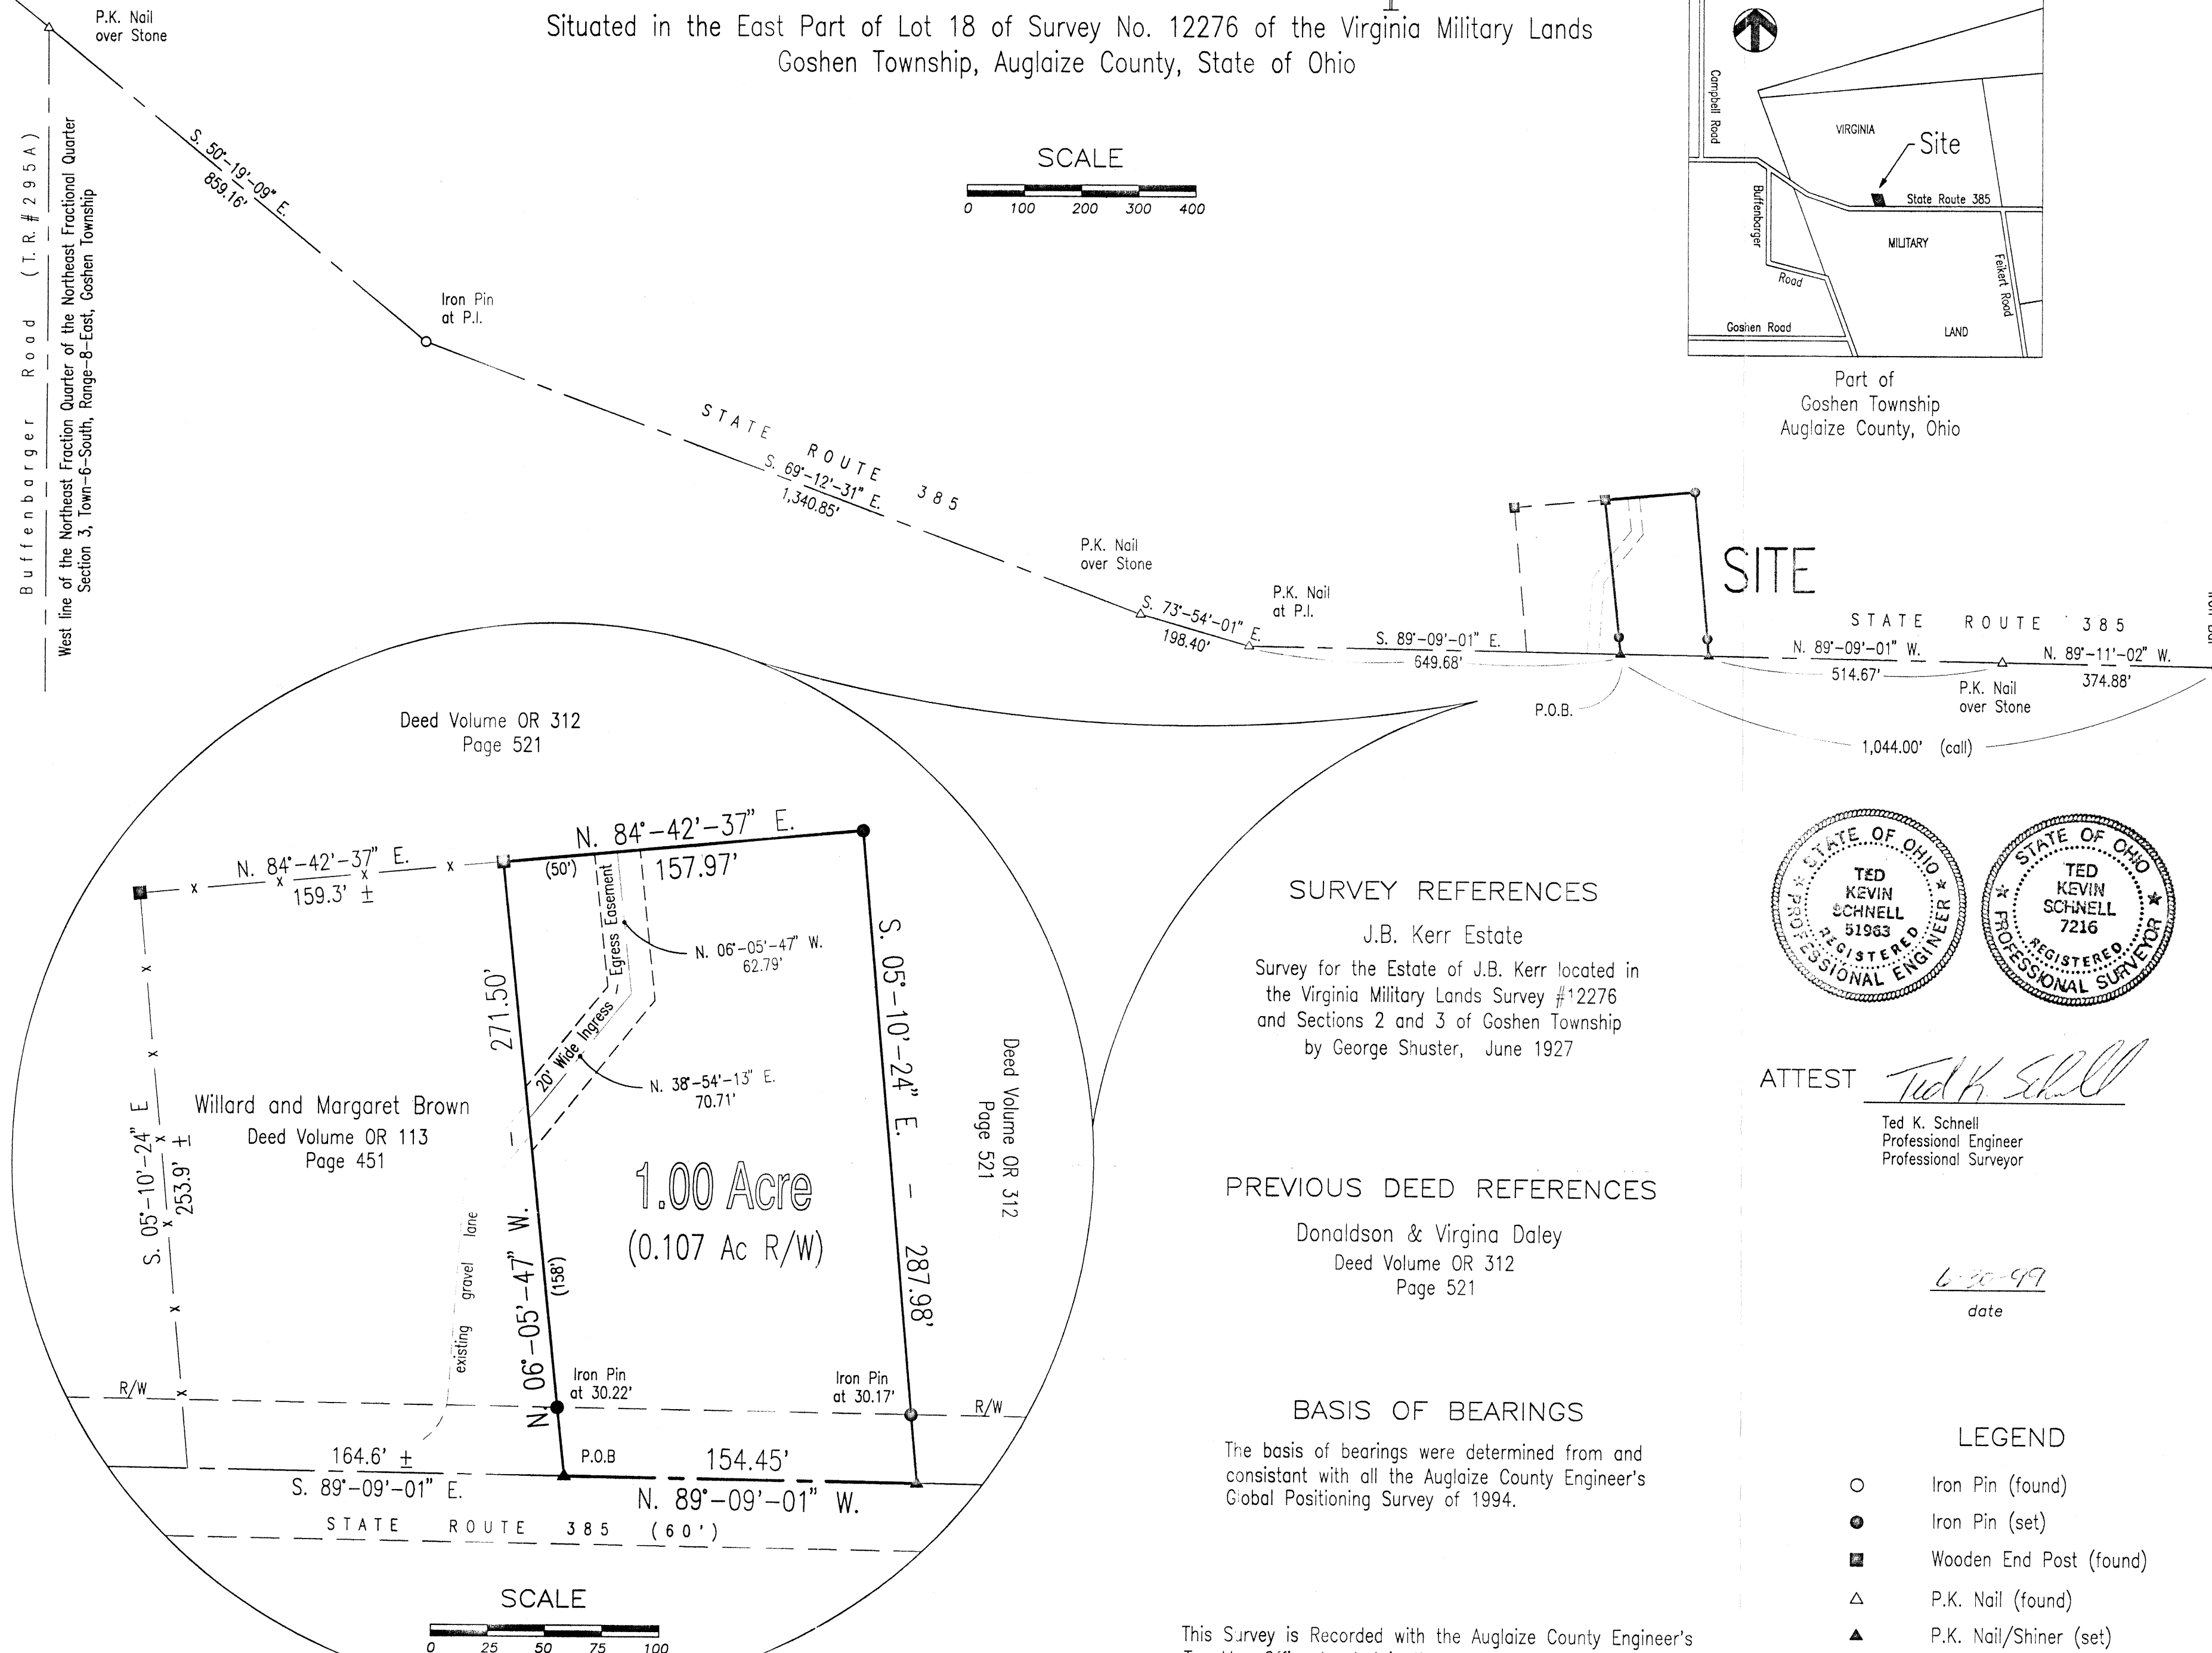 Situated in the East Part of Lot 18 of Survey No. 12276 of the Virginia Military Lands
Goshen Township, Auglaize County, State of Ohio
P.K. Nail
over Stone
Buffenbarger Road (T.R.#295A)
West line of the Northeast Fraction Quarter of the Northeast Fractional Quarter
Section 3, Town-6-South, Range-8-East, Goshen Township
S. 50°-19'-09" E.
859.16'
Iron Pin
at P.I.
SCALE
0 100 200 300 400
Campbell Road
VIRGINIA
Site
Buffenbarger
State Route 385
MILITARY
Road
Feikert Road
Goshen Road
LAND
Part of
Goshen Township
Auglaize County, Ohio
STATE ROUTE 385
S. 69°-12'-31" E.
1,340.85'
P.K. Nail
over Stone
S. 73°-54'-01" E.
198.40'
P.K. Nail
at P.I.
S. 89°-09'-01" E.
649.68'
SITE
P.O.B.
STATE ROUTE 385
N. 89°-09'-01" W.
514.67'
P.K. Nail
over Stone
N. 89°-11'-02" W.
374.88'
1,044.00' (call)
Deed Volume OR 312
Page 521
N. 84°-42'-37" E.
159.3' ±
N. 84°-42'-37" E.
(50')
157.97'
20' Wide Ingress - Egress Easement
N. 06°-05'-47" W.
62.79'
N. 38°-54'-13" E.
70.71'
271.50'
S. 05°-10'-24" E. - 287.98'
Deed Volume OR 312
Page 521
S. 05°-10'-24" E
253.9' ±
Willard and Margaret Brown
Deed Volume OR 113
Page 451
1.00 Acre
(0.107 Ac R/W)
existing gravel lane
N. 06°-05'-47" W.
(158')
Iron Pin
at 30.22'
Iron Pin
at 30.17'
R/W
R/W
164.6' ±
S. 89°-09'-01" E.
P.O.B
154.45'
N. 89°-09'-01" W.
STATE ROUTE 385 (60')
SCALE
0 25 50 75 100
SURVEY REFERENCES
J.B. Kerr Estate
Survey for the Estate of J.B. Kerr located in
the Virginia Military Lands Survey #12276
and Sections 2 and 3 of Goshen Township
by George Shuster, June 1927
PREVIOUS DEED REFERENCES
Donaldson & Virgina Daley
Deed Volume OR 312
Page 521
BASIS OF BEARINGS
The basis of bearings were determined from and
consistant with all the Auglaize County Engineer's
Global Positioning Survey of 1994.
This Survey is Recorded with the Auglaize County Engineer's
STATE OF OHIO
TED
KEVIN
SCHNELL
51963
REGISTERED
PROFESSIONAL ENGINEER
STATE OF OHIO
TED
KEVIN
SCHNELL
7216
REGISTERED
PROFESSIONAL SURVEYOR
ATTEST Ted K. Schnell
Ted K. Schnell
Professional Engineer
Professional Surveyor
6-30-99
date
LEGEND
Iron Pin (found)
Iron Pin (set)
Wooden End Post (found)
P.K. Nail (found)
P.K. Nail/Shiner (set)